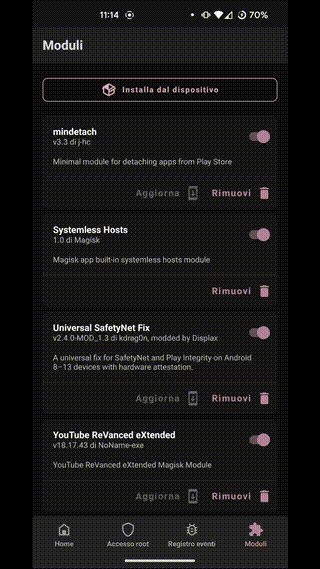 11:14
70%
Moduli
Installa dal dispositivo
mindetach
v3.3 di j-hc
Minimal module for detaching apps from Play Store
Aggiorna Rimuovi
Systemless Hosts
1.0 di Magisk
Magisk app built-in systemless hosts module
Rimuovi
Universal SafetyNet Fix
v2.4.0-MOD_1.3 di kdrag0n, modded by Displax
A universal fix for SafetyNet and Play Integrity on Android
8–13 devices with hardware attestation.
Aggiorna Rimuovi
YouTube ReVanced eXtended
v18.17.43 di NoName-exe
YouTube ReVanced eXtended Magisk Module
Aggiorna Rimuovi
Home Accesso root Registro eventi Moduli